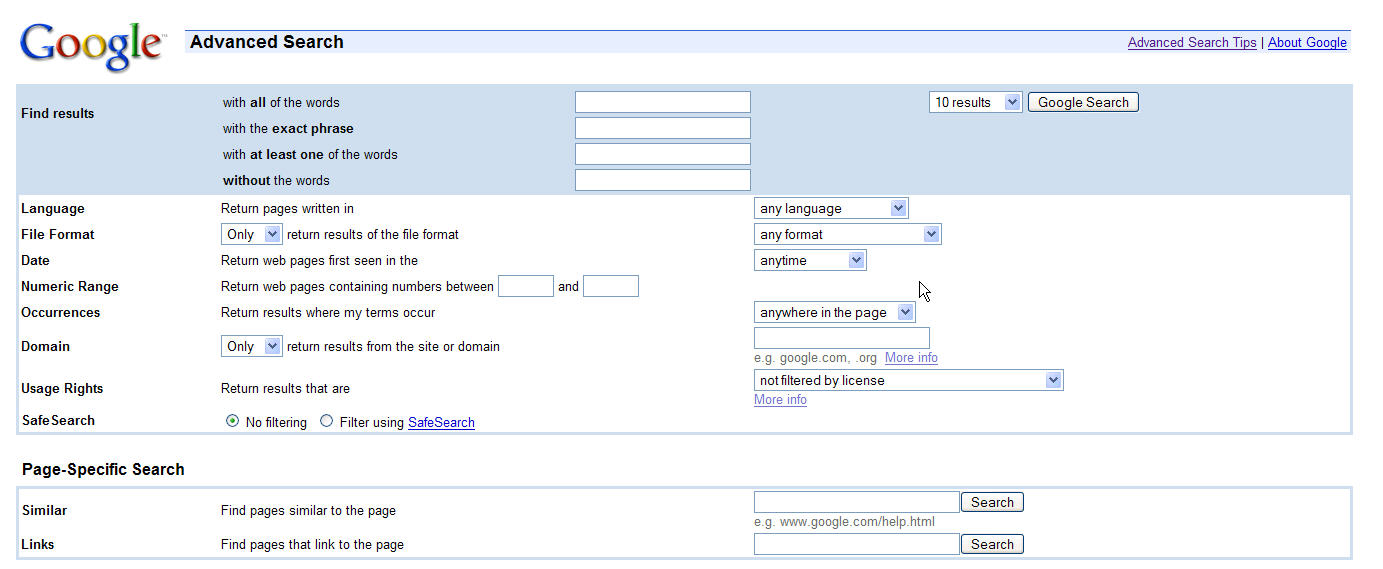 Google™ Advanced Search Advanced Search Tips | About Google
Find results with all of the words 10 results Google Search
with the exact phrase
with at least one of the words
without the words
Language Return pages written in any language
File Format Only return results of the file format any format
Date Return web pages first seen in the anytime
Numeric Range Return web pages containing numbers between and
Occurrences Return results where my terms occur anywhere in the page
Domain Only return results from the site or domain
e.g. google.com, .org More info
Usage Rights Return results that are not filtered by license
More info
SafeSearch No filtering Filter using SafeSearch
Page-Specific Search
Similar Find pages similar to the page Search
e.g. www.google.com/help.html
Links Find pages that link to the page Search